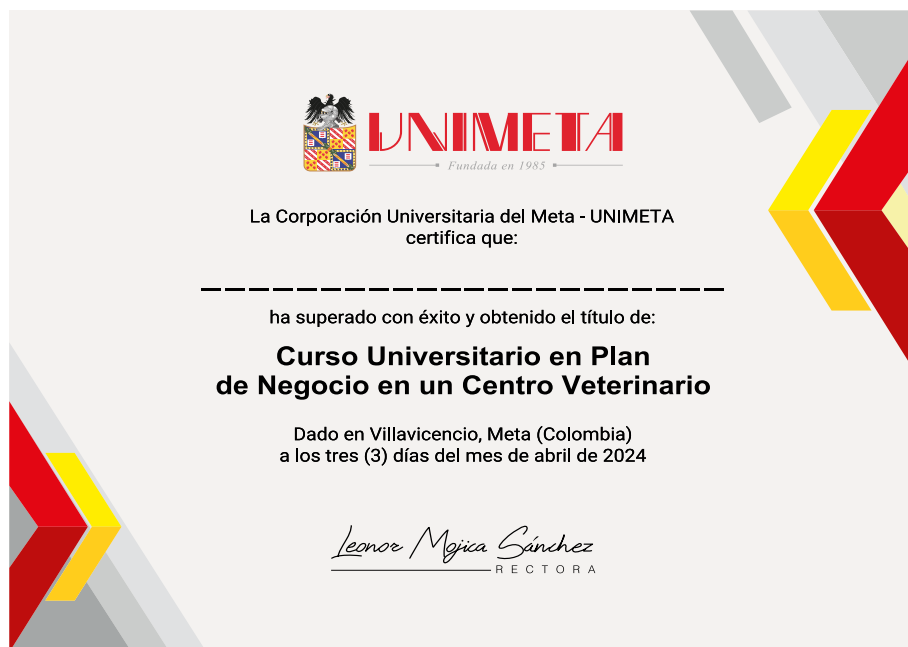 UNIMETA
Fundada en 1985
La Corporación Universitaria del Meta - UNIMETA
certifica que:
ha superado con éxito y obtenido el título de:
Curso Universitario en Plan
de Negocio en un Centro Veterinario
Dado en Villavicencio, Meta (Colombia)
a los tres (3) días del mes de abril de 2024
Leonor Mojica Sánchez
RECTORA